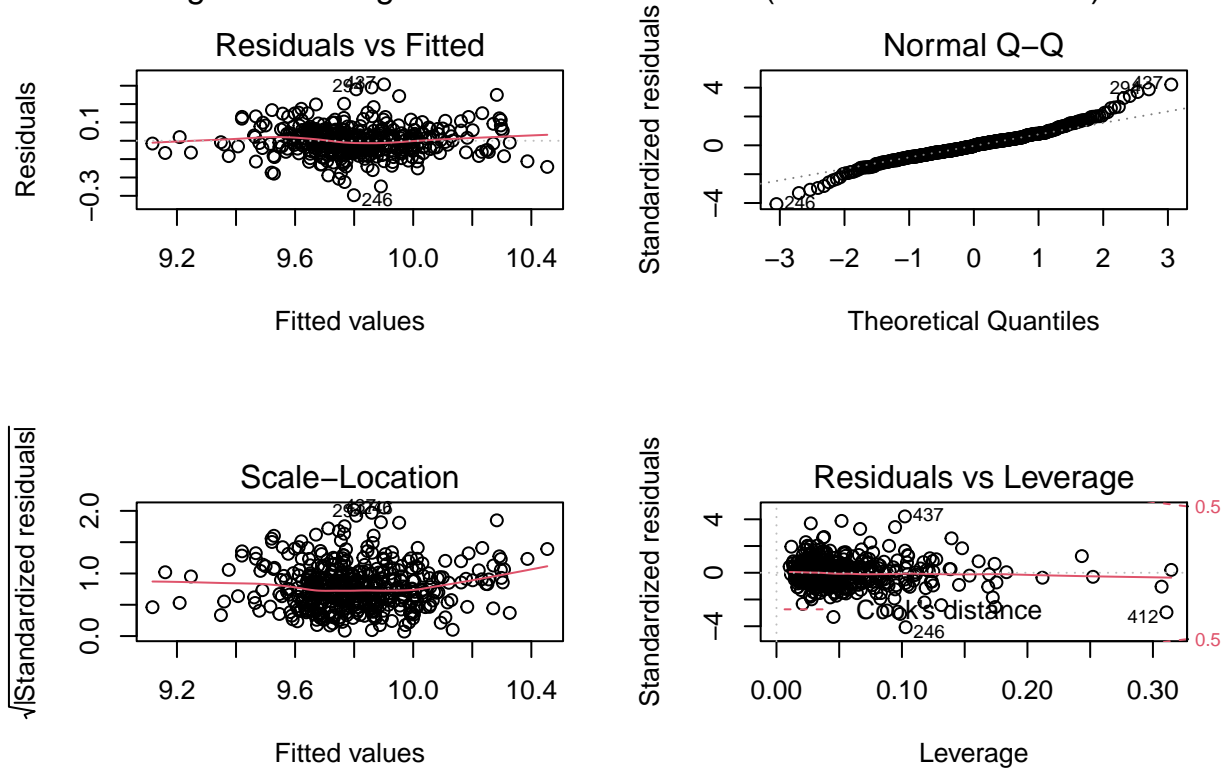 Residuals vs Fitted
Residuals
0.1
−0.3
9.2 9.6 10.0 10.4
Fitted values
437
294
246
Normal Q−Q
Standardized residuals
4
0
−4
−3 −2 −1 0 1 2 3
Theoretical Quantiles
294 437
246
Scale−Location
√|Standardized residuals|
2.0
1.0
0.0
9.2 9.6 10.0 10.4
Fitted values
437
246
Residuals vs Leverage
Standardized residuals
4
0
−4
0.00 0.10 0.20 0.30
Leverage
437
412
246
Cook's distance
0.5
0.5